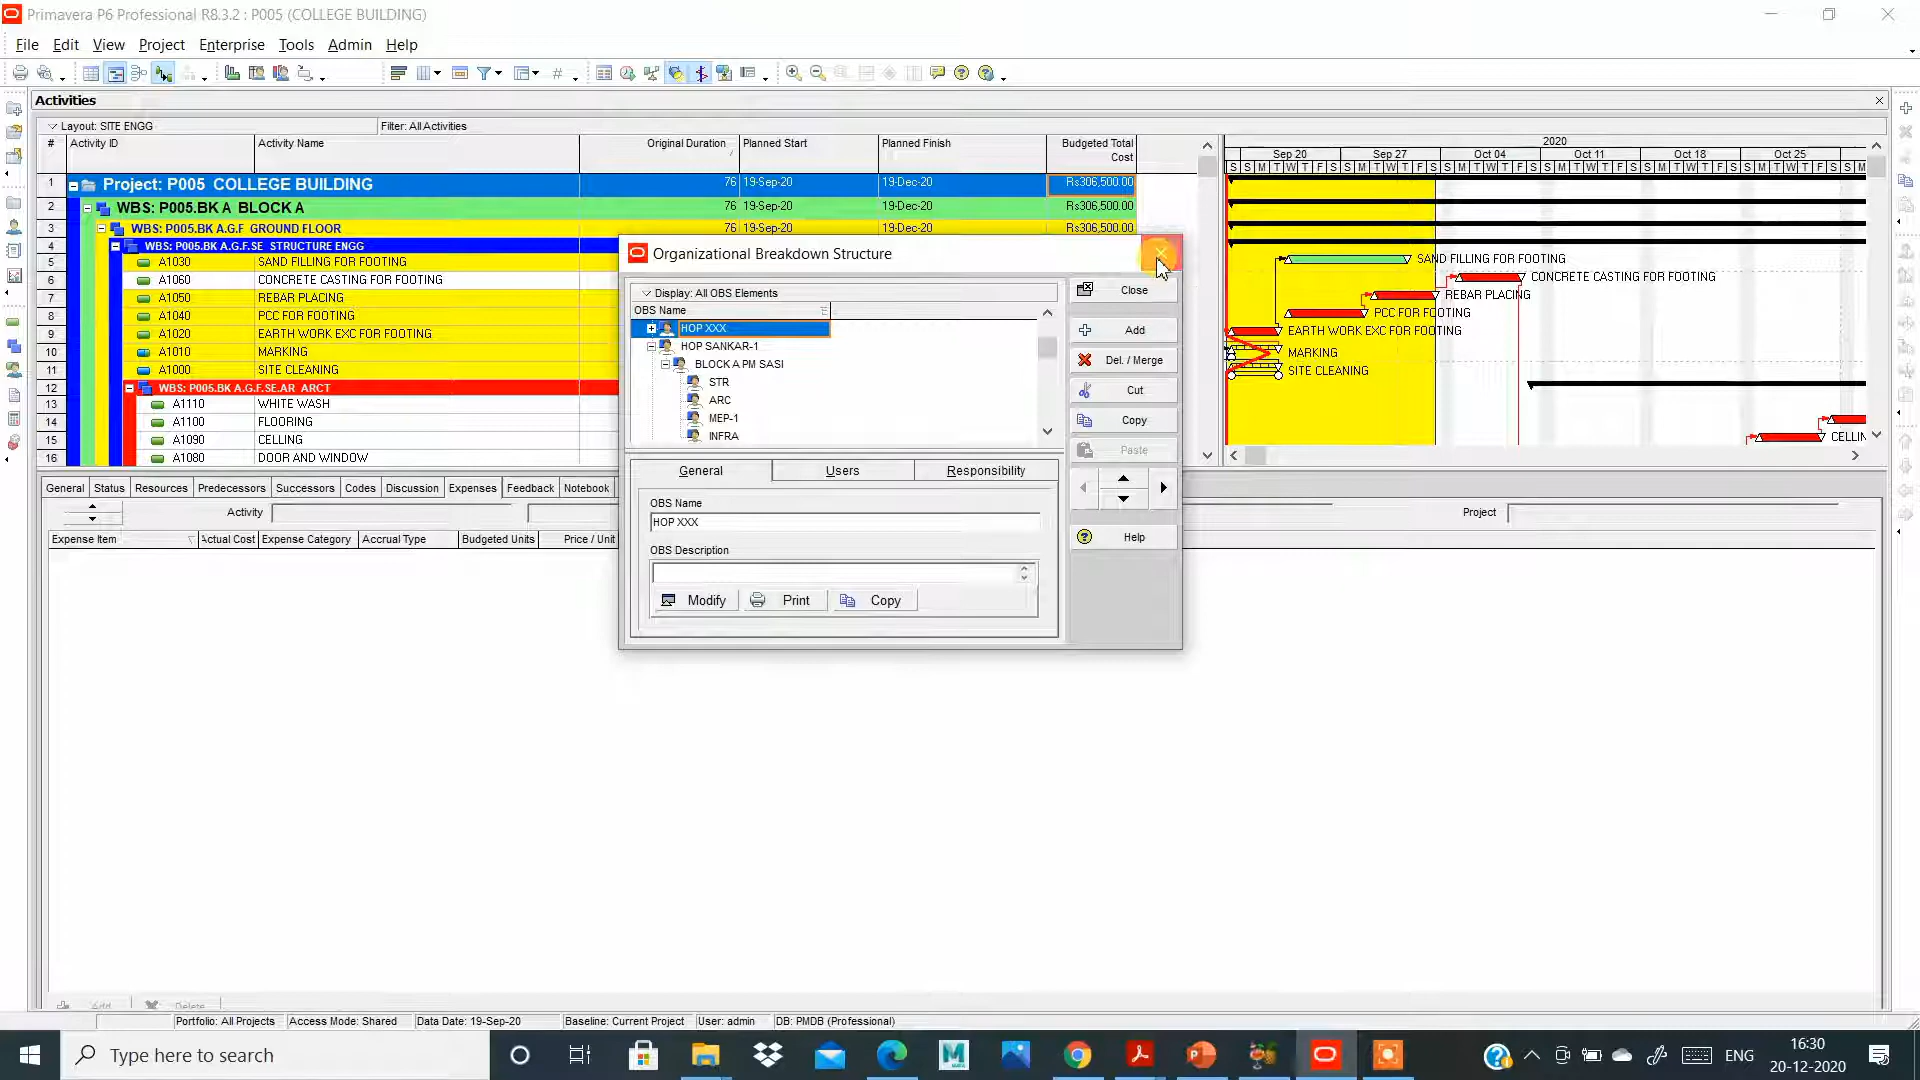 Primavera P6 Professional R8.3.2 : P005 (COLLEGE BUILDING)
File Edit View Project Enterprise Tools Admin Help
Activities
Layout: SITE ENGG Filter: All Activities
# Activity ID Activity Name Original Duration Planned Start Planned Finish Budgeted Total Cost
2020
Sep 20 Sep 27 Oct 04 Oct 11 Oct 18 Oct 25
S S M T W T F S S M T W T F S S M T W T F S S M T W T F S S M T W T F S S M T W T F S S M
1 Project: P005 COLLEGE BUILDING 76 19-Sep-20 19-Dec-20 Rs306,500.00
2 WBS: P005.BK A BLOCK A 76 19-Sep-20 19-Dec-20 Rs306,500.00
3 WBS: P005.BK A.G.F GROUND FLOOR 76 19-Sep-20 19-Dec-20 Rs306,500.00
4 WBS: P005.BK A.G.F.SE STRUCTURE ENGG
5 A1030 SAND FILLING FOR FOOTING
6 A1060 CONCRETE CASTING FOR FOOTING
7 A1050 REBAR PLACING
8 A1040 PCC FOR FOOTING
9 A1020 EARTH WORK EXC FOR FOOTING
10 A1010 MARKING
11 A1000 SITE CLEANING
12 WBS: P005.BK A.G.F.SE.AR ARCT
13 A1110 WHITE WASH
14 A1100 FLOORING
15 A1090 CELLING
16 A1080 DOOR AND WINDOW
SAND FILLING FOR FOOTING
CONCRETE CASTING FOR FOOTING
REBAR PLACING
PCC FOR FOOTING
EARTH WORK EXC FOR FOOTING
MARKING
SITE CLEANING
CELLIN
Organizational Breakdown Structure
Display: All OBS Elements
OBS Name
HOP XXX
HOP SANKAR-1
BLOCK A PM SASI
STR
ARC
MEP-1
INFRA
Close
Add
Del. / Merge
Cut
Copy
Paste
Help
General Users Responsibility
OBS Name
HOP XXX
OBS Description
Modify Print Copy
General Status Resources Predecessors Successors Codes Discussion Expenses Feedback Notebook
Activity Project
Expense Item Actual Cost Expense Category Accrual Type Budgeted Units Price / Unit
Add Delete
Portfolio: All Projects Access Mode: Shared Data Date: 19-Sep-20 Baseline: Current Project User: admin DB: PMDB (Professional)
Type here to search
ENG
16:30
20-12-2020